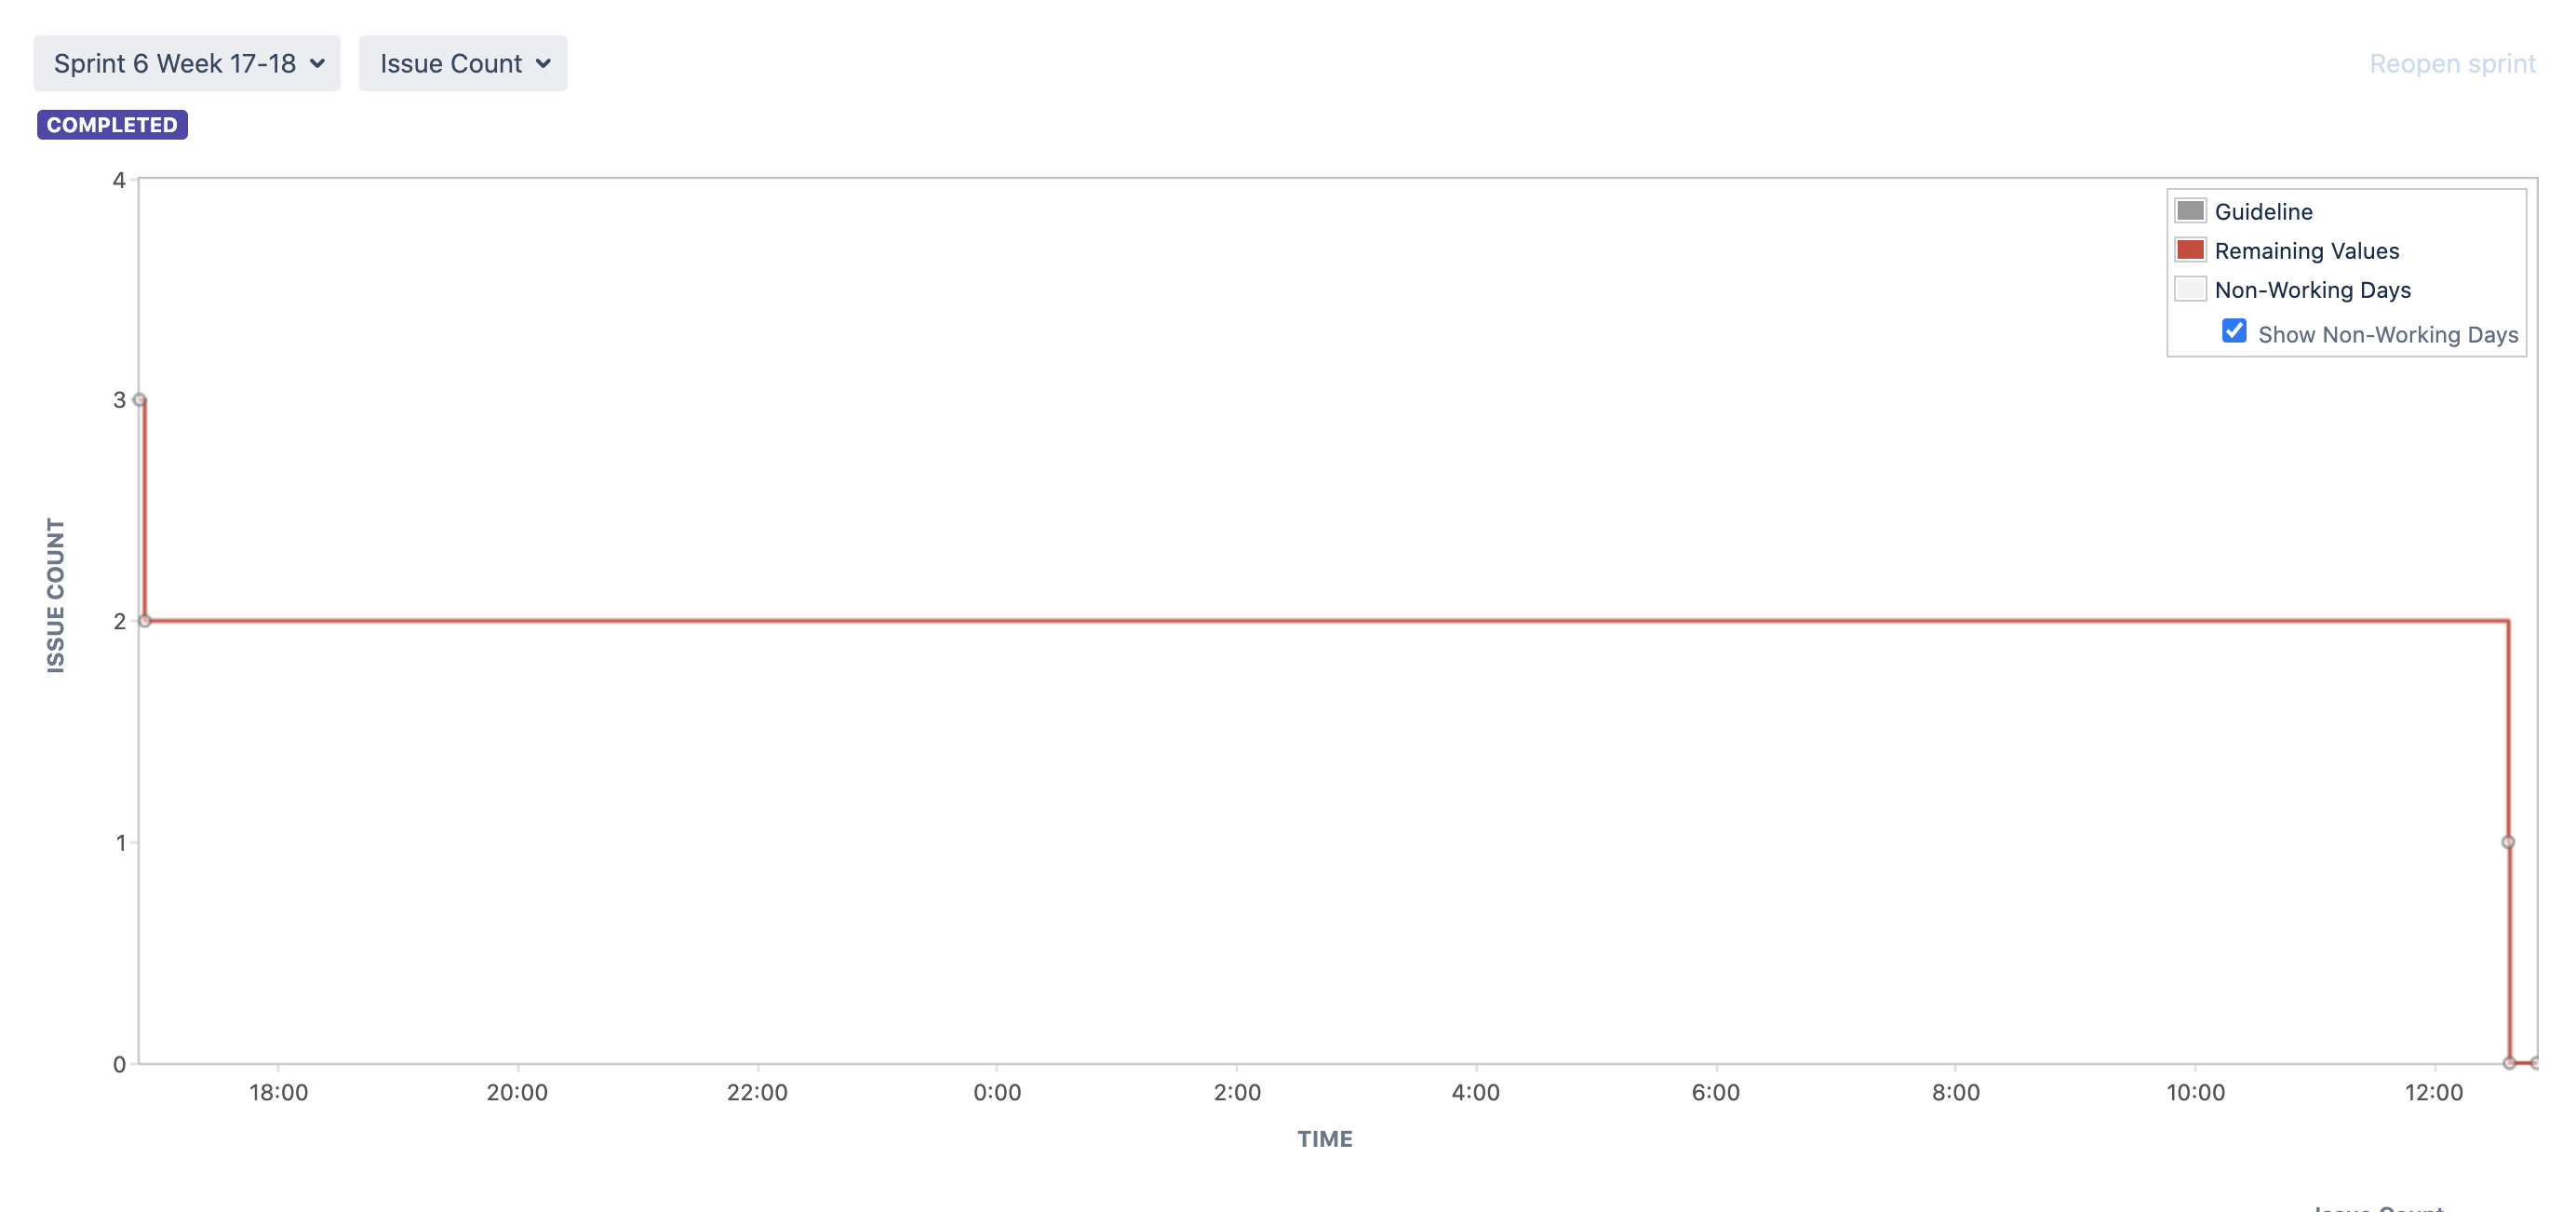 Sprint 6 Week 17-18
Issue Count
Reopen sprint
COMPLETED
4
3
2
1
0
ISSUE COUNT
Guideline
Remaining Values
Non-Working Days
Show Non-Working Days
18:00 20:00 22:00 0:00 2:00 4:00 6:00 8:00 10:00 12:00
TIME